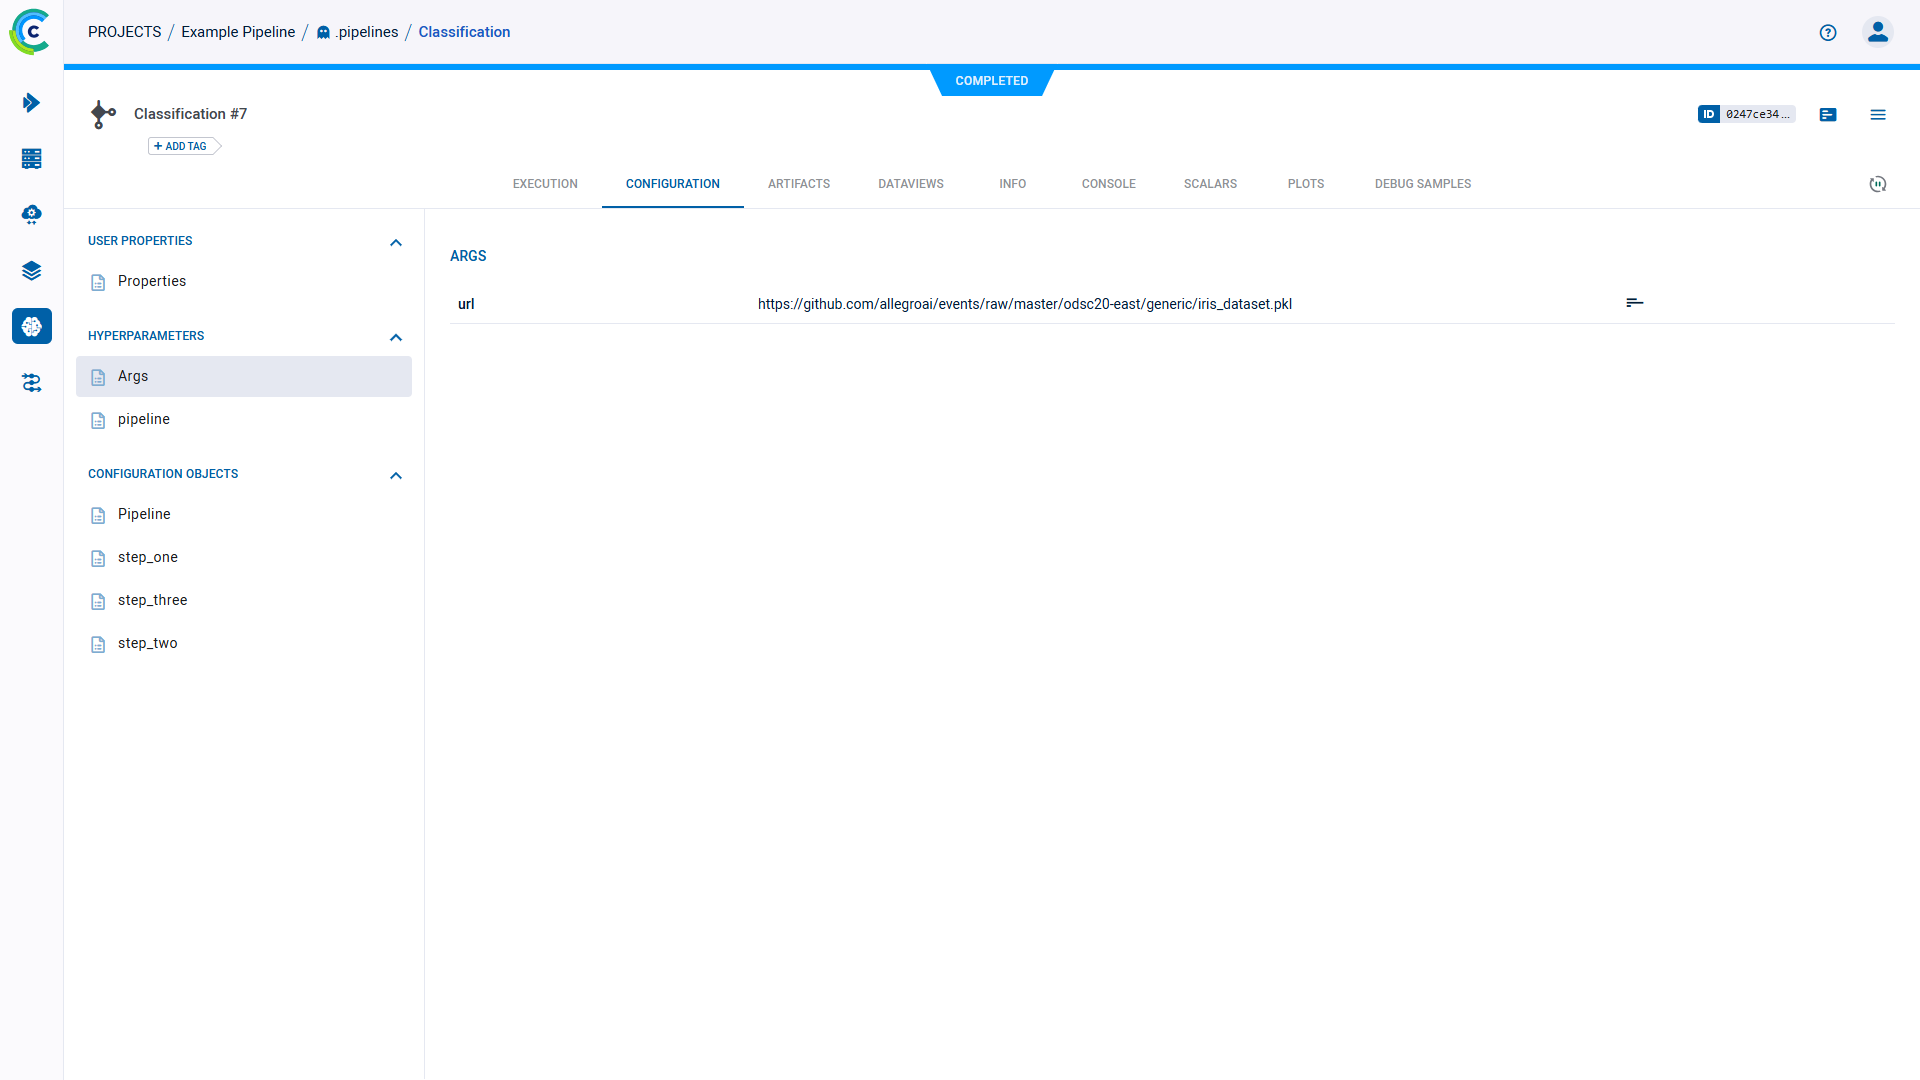 PROJECTS / Example Pipeline / .pipelines / Classification
COMPLETED
Classification #7
ID 0247ce34 ...
+ ADD TAG
EXECUTION CONFIGURATION ARTIFACTS DATAVIEWS INFO CONSOLE SCALARS PLOTS DEBUG SAMPLES
USER PROPERTIES
Properties
HYPERPARAMETERS
Args
pipeline
CONFIGURATION OBJECTS
Pipeline
step_one
step_three
step_two
ARGS
url https://github.com/allegroai/events/raw/master/odsc20-east/generic/iris_dataset.pkl